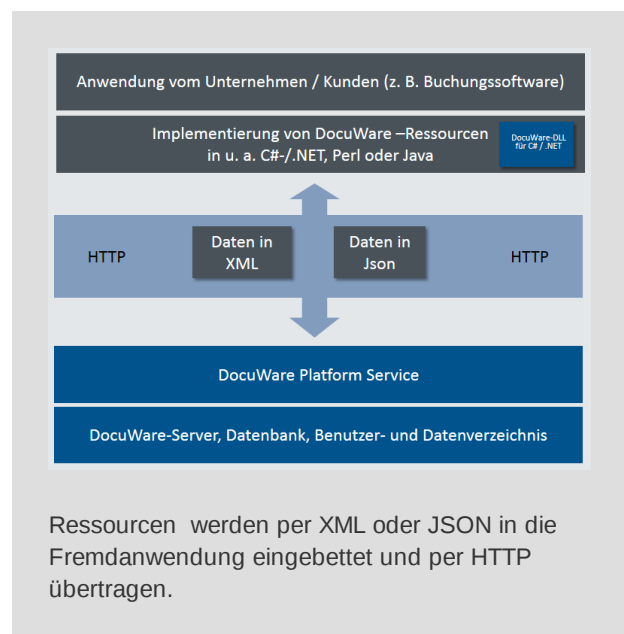 Anwendung vom Unternehmen / Kunden (z. B. Buchungssoftware)
Implementierung von DocuWare –Ressourcen
in u. a. C#-/.NET, Perl oder Java
DocuWare-DLL
für C# / .NET
HTTP
Daten in
XML
Daten in
Json
HTTP
DocuWare Platform Service
DocuWare-Server, Datenbank, Benutzer- und Datenverzeichnis
Ressourcen werden per XML oder JSON in die
Fremdanwendung eingebettet und per HTTP
übertragen.